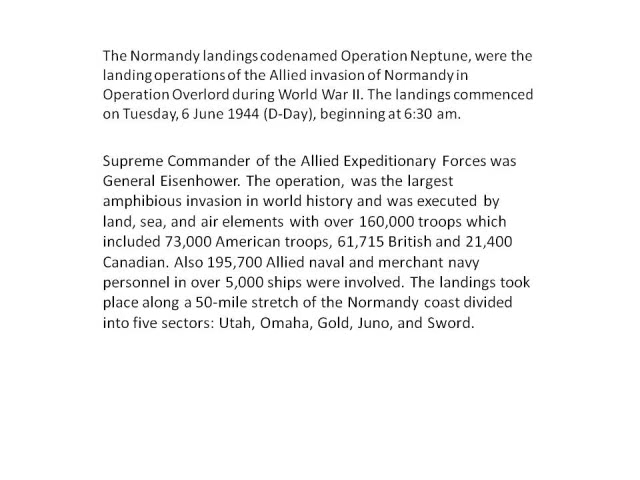 The Normandy landings codenamed Operation Neptune, were the
landing operations of the Allied invasion of Normandy in
Operation Overlord during World War II. The landings commenced
on Tuesday, 6 June 1944 (D-Day), beginning at 6:30 am.
Supreme Commander of the Allied Expeditionary Forces was
General Eisenhower. The operation, was the largest
amphibious invasion in world history and was executed by
land, sea, and air elements with over 160,000 troops which
included 73,000 American troops, 61,715 British and 21,400
Canadian. Also 195,700 Allied naval and merchant navy
personnel in over 5,000 ships were involved. The landings took
place along a 50-mile stretch of the Normandy coast divided
into five sectors: Utah, Omaha, Gold, Juno, and Sword.